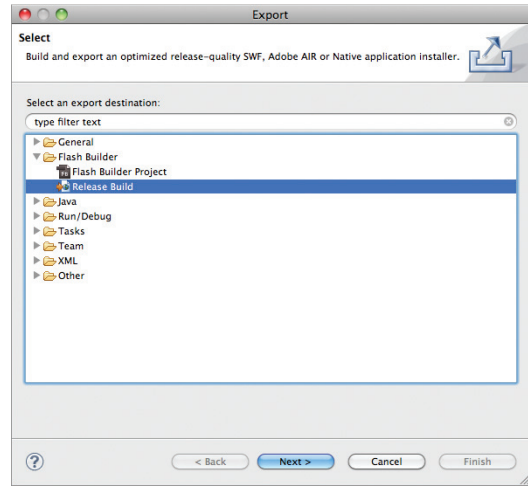 Export
Select
Build and export an optimized release-quality SWF, Adobe AIR or Native application installer.
Select an export destination:
type filter text
General
Flash Builder
Flash Builder Project
Release Build
Java
Run/Debug
Tasks
Team
XML
Other
?
< Back
Next >
Cancel
Finish